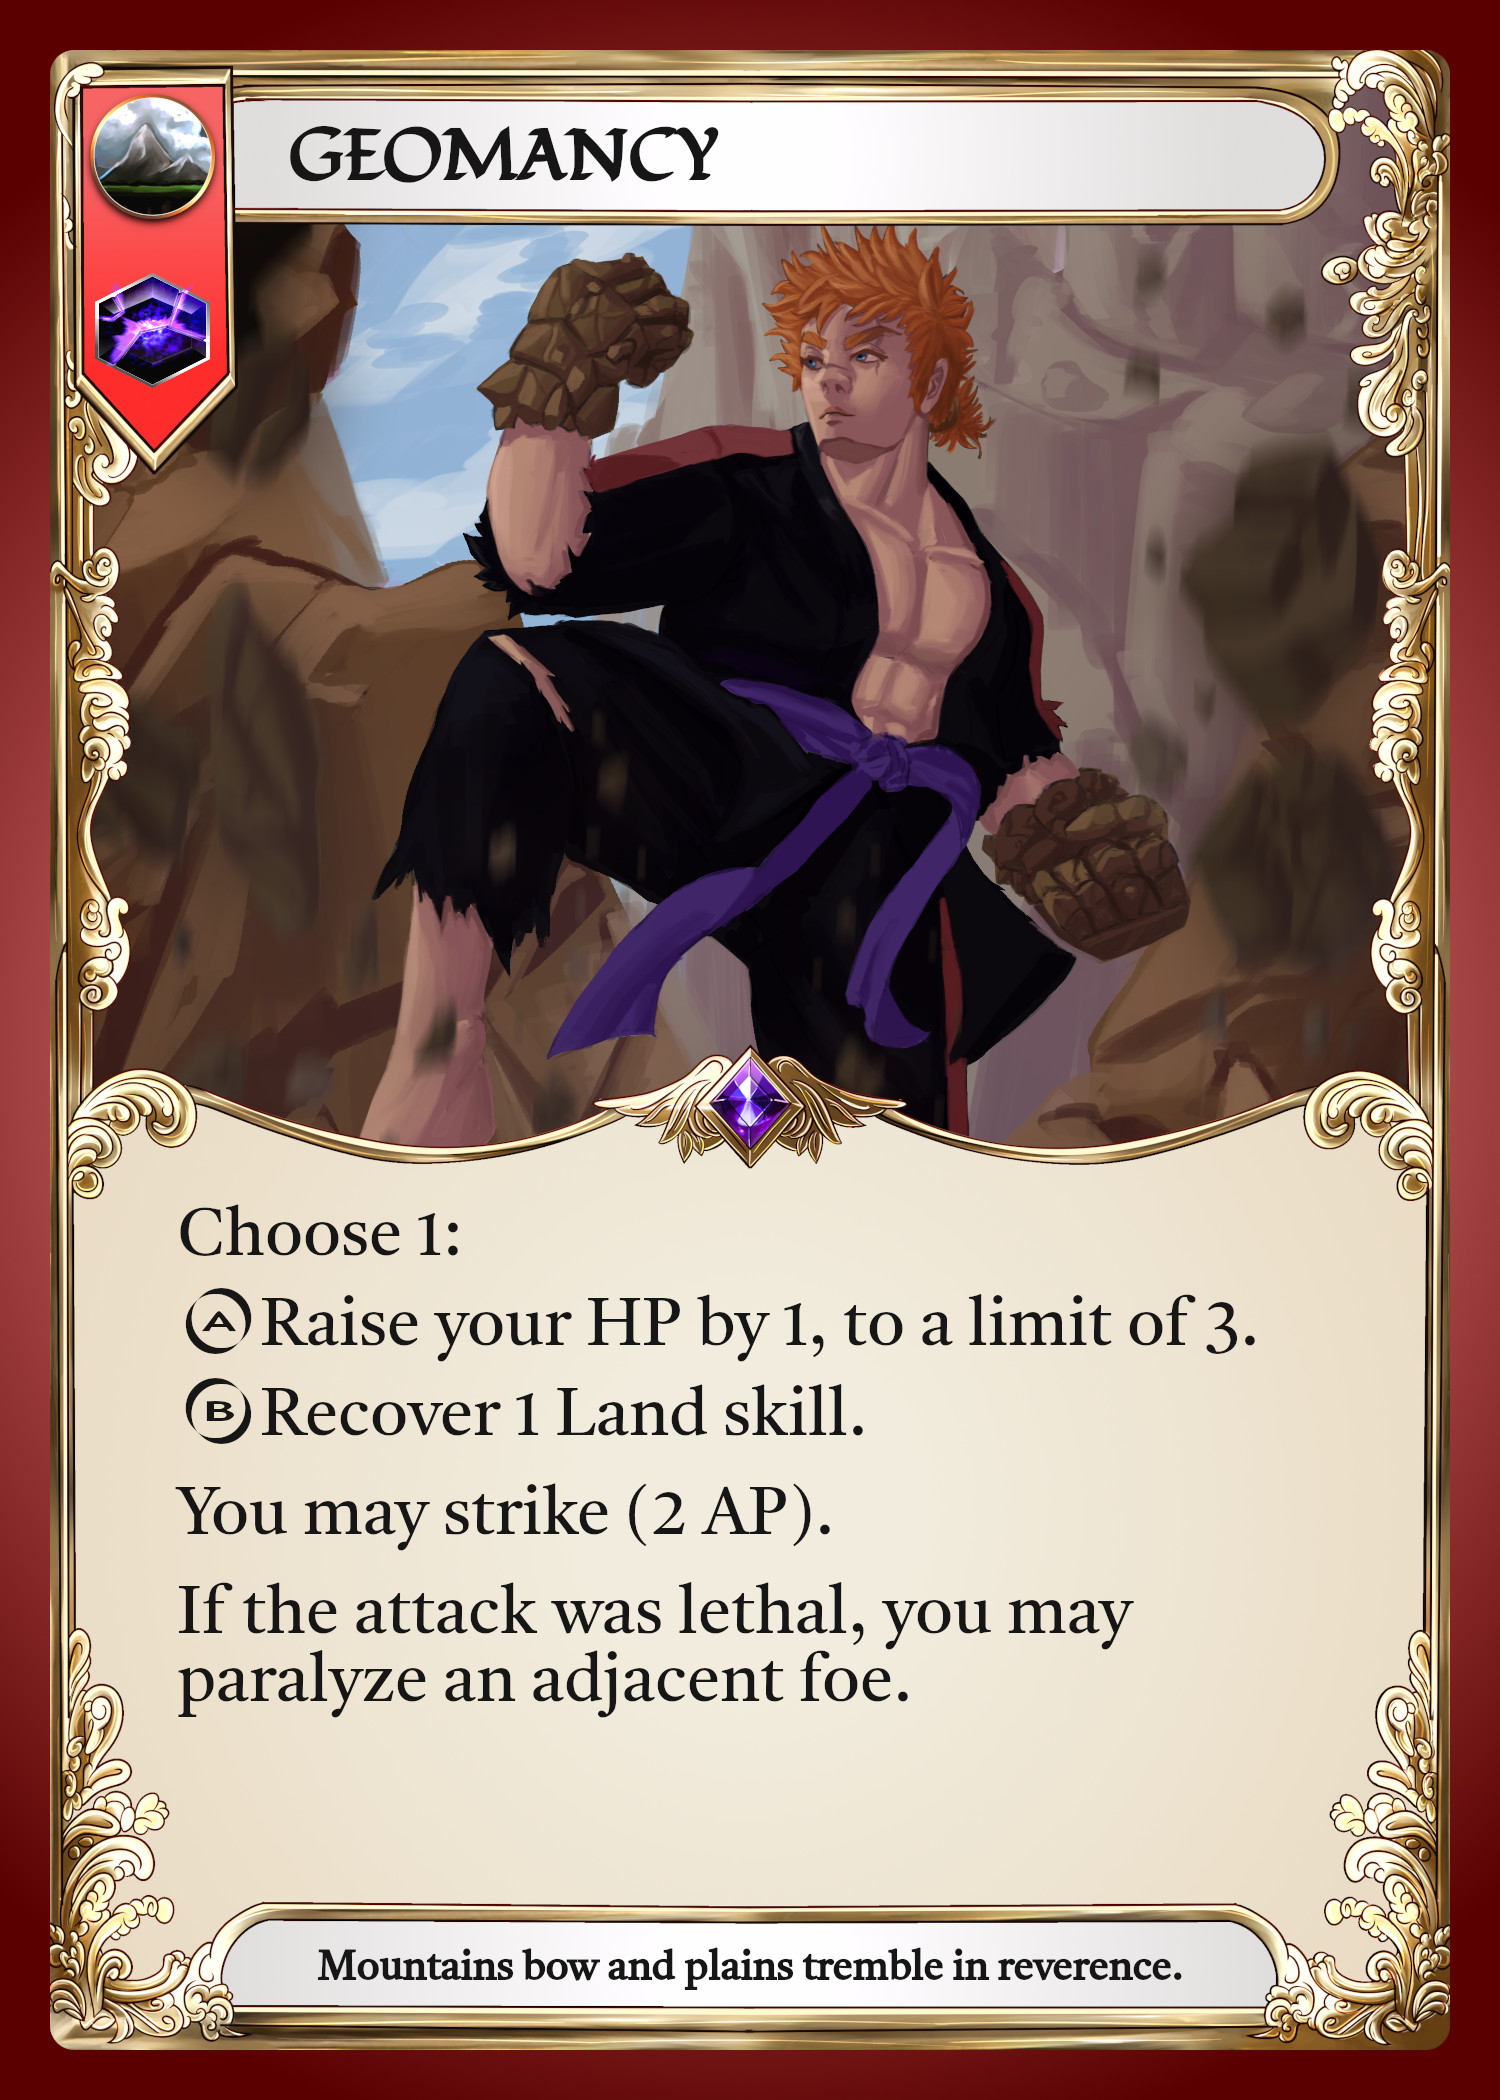 GEOMANCY
Choose 1:
A Raise your HP by 1, to a limit of 3.
B Recover 1 Land skill.
You may strike (2 AP).
If the attack was lethal, you may
paralyze an adjacent foe.
Mountains bow and plains tremble in reverence.